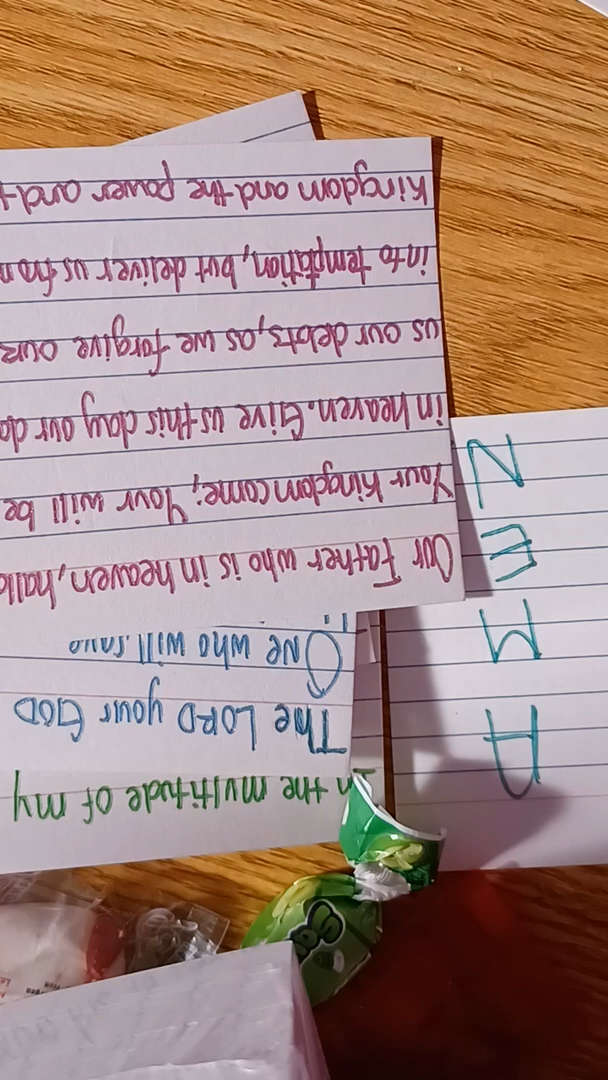 A
M
E
N
In the multitude of my
The LORD your GOD
One who will save
Our Father who is in heaven, hallo
Your kingdom come; Your will be
in heaven. Give us this day our da
us our debts, as we forgive our
into temptation, but deliver us from
kingdom and the power and